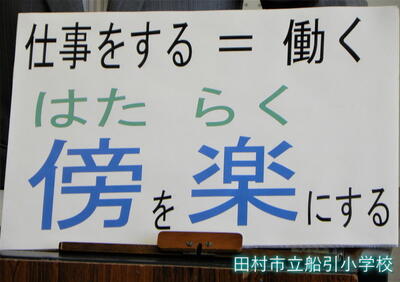 仕事をする = 働く
はた らく
傍を楽にする
田村市立船引小学校